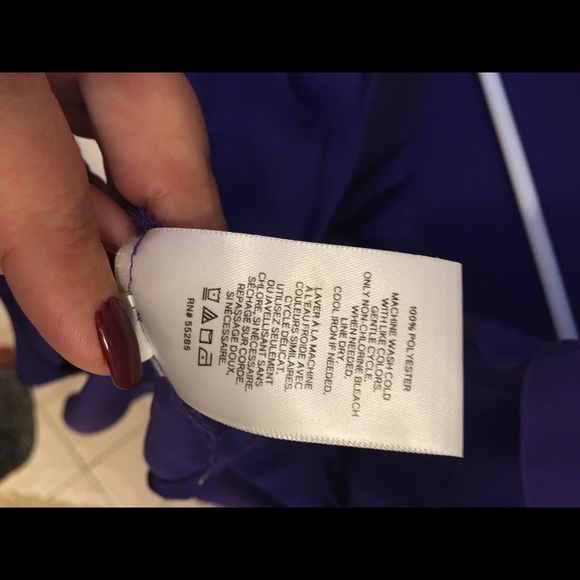 100% POLYESTER
MACHINE WASH COLD
WITH LIKE COLORS,
GENTLE CYCLE.
ONLY NON-CHLORINE BLEACH
WHEN NEEDED.
LINE DRY.
COOL IRON IF NEEDED.
LAVER À LA MACHINE
À L'EAU FROIDE AVEC
COULEURS SIMILAIRES.
CYCLE DÉLICAT.
UTILISEZ SEULEMENT
DU JAVELLISANT SANS
CHLORE, SI NÉCESSAIRE.
SÉCHAGE SUR CORDE.
REPASSAGE DOUX,
SI NÉCESSAIRE.
RN# 55285